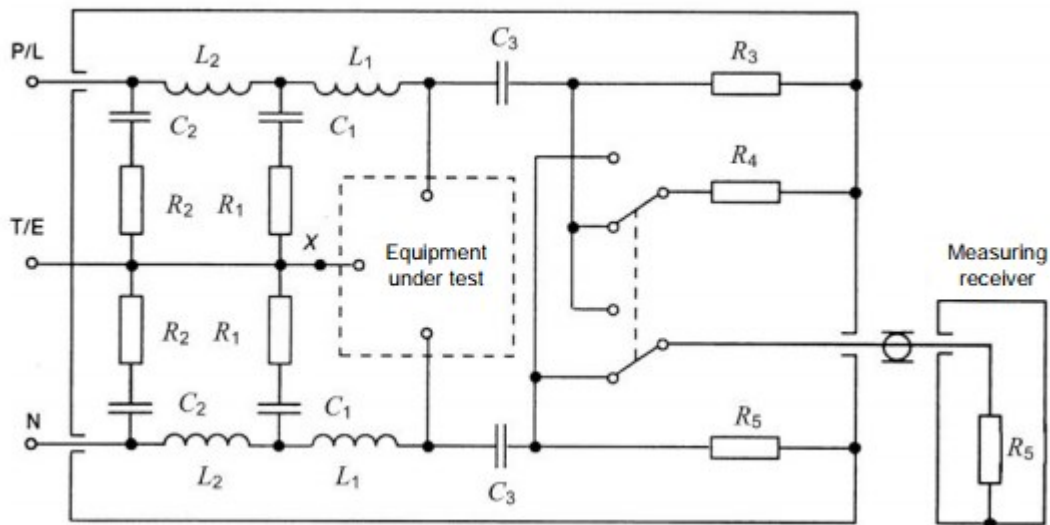 P/L
L2
L1
C3
R3
C2
C1
R4
R2
R1
T/E
X
Equipment
under test
Measuring
receiver
R2
R1
C2
C1
N
R5
R5
L2
L1
C3